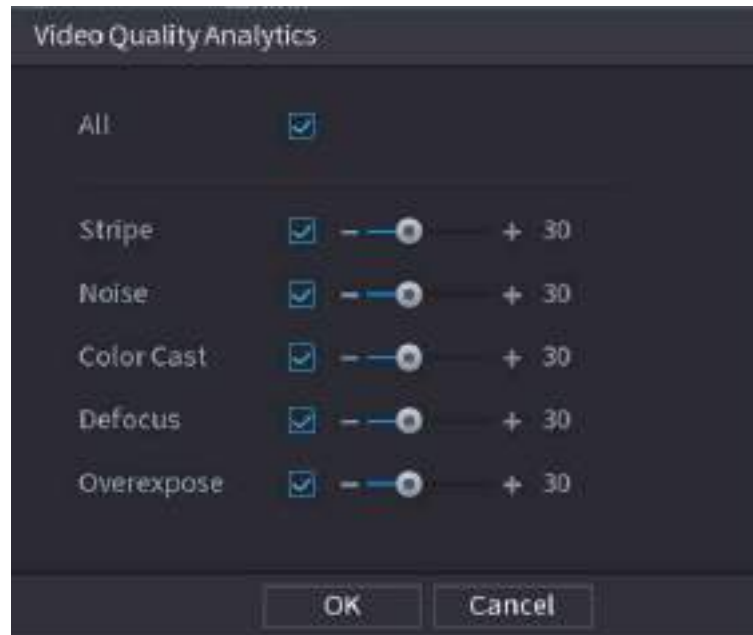 Video Quality Analytics
All
Stripe - + 30
Noise - + 30
Color Cast - + 30
Defocus - + 30
Overexpose - + 30
OK Cancel